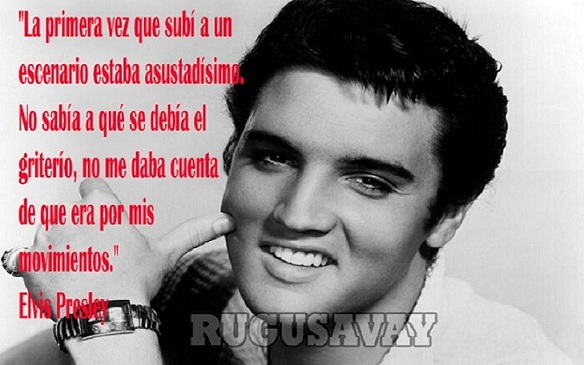 "La primera vez que subí a un
escenario estaba asustadísimo.
No sabía a qué se debía el
griterío, no me daba cuenta
de que era por mis
movimientos."
Elvis Presley
RUGUSAVAY